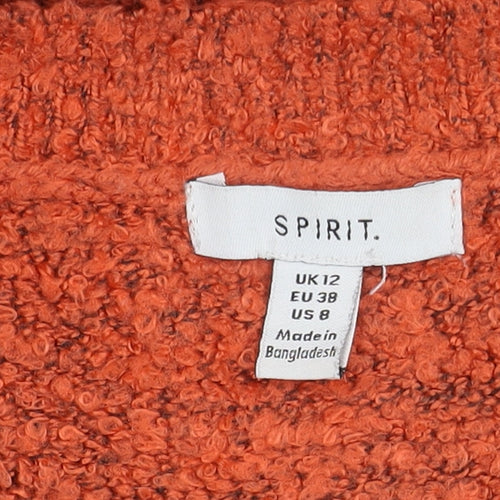 SPIRIT.
UK 12
EU 38
US 8
Made in
Bangladesh